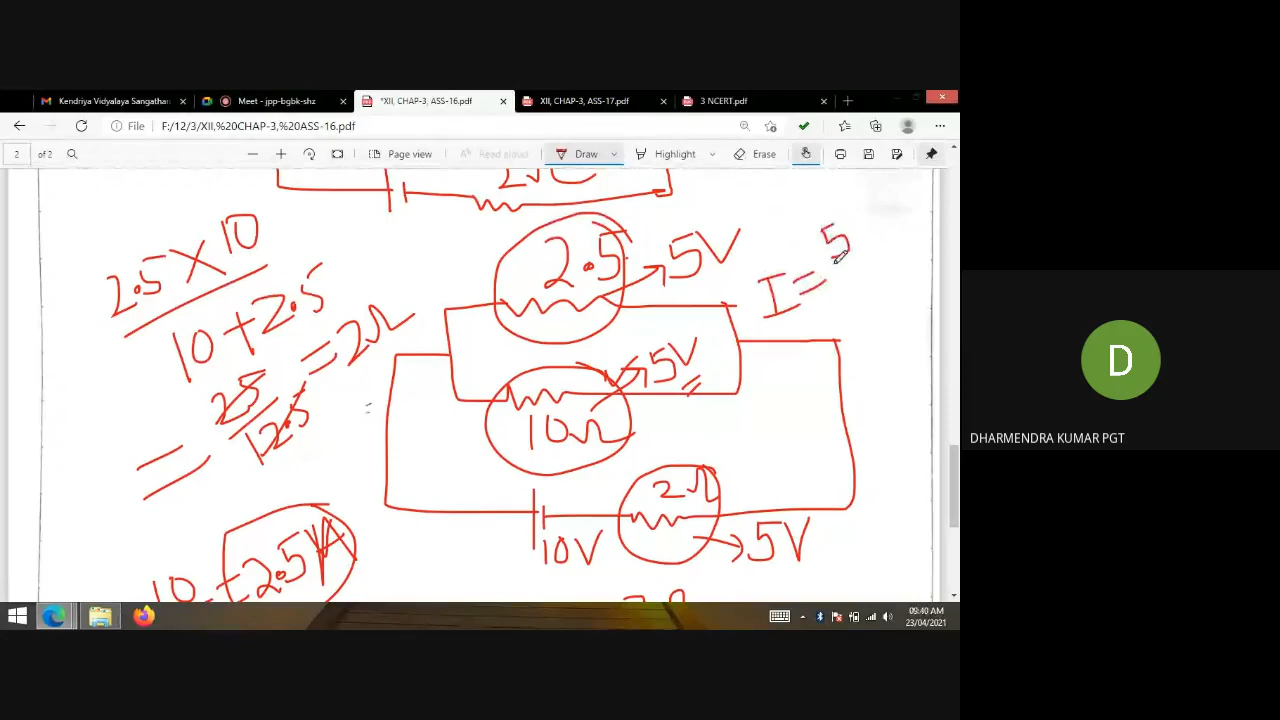 Kendriya Vidyalaya Sangathan
Meet - jpp-bgbk-shz
*XII, CHAP-3, ASS-16.pdf
XII, CHAP-3, ASS-17.pdf
3 NCERT.pdf
File
F:/12/3/XII,%20CHAP-3,%20ASS-16.pdf
2
of 2
Page view
Read aloud
Draw
Highlight
Erase
2.5 × 10
10 + 2.5
= 2Ω
= 25
12.5
2.5
5V
I = 5
5V
10Ω
2Ω
10V
5V
10 = 2.5
DHARMENDRA KUMAR PGT
D
09:40 AM
23/04/2021